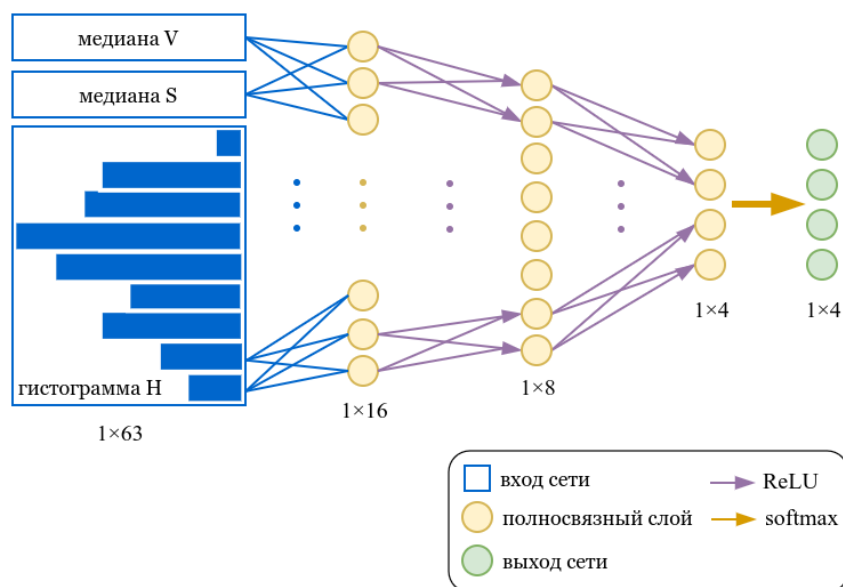 медиана V
медиана S
гистограмма H
1×63
1×16
1×8
1×4
1×4
вход сети
ReLU
полносвязный слой
softmax
выход сети